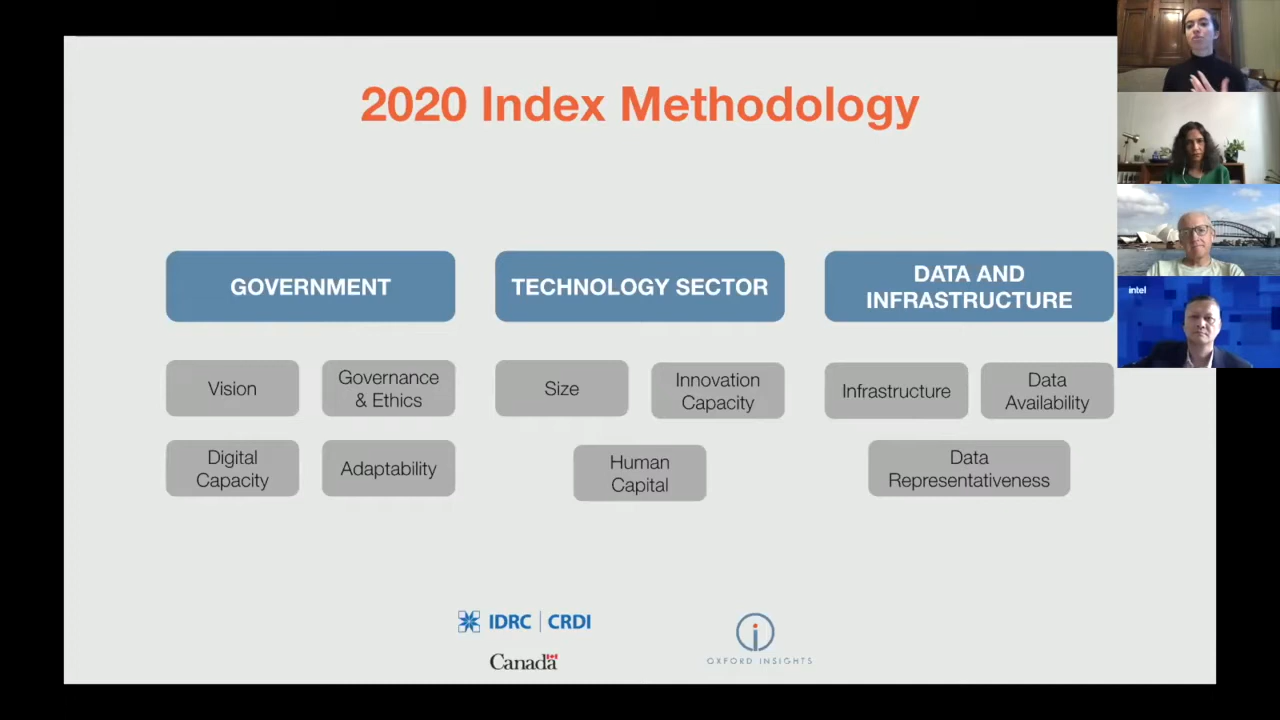 2020 Index Methodology
GOVERNMENT
TECHNOLOGY SECTOR
DATA AND
INFRASTRUCTURE
Vision
Governance
& Ethics
Size
Innovation
Capacity
Infrastructure
Data
Availability
Digital
Capacity
Adaptability
Human
Capital
Data
Representativeness
IDRC | CRDI
Canada
OXFORD INSIGHTS
intel